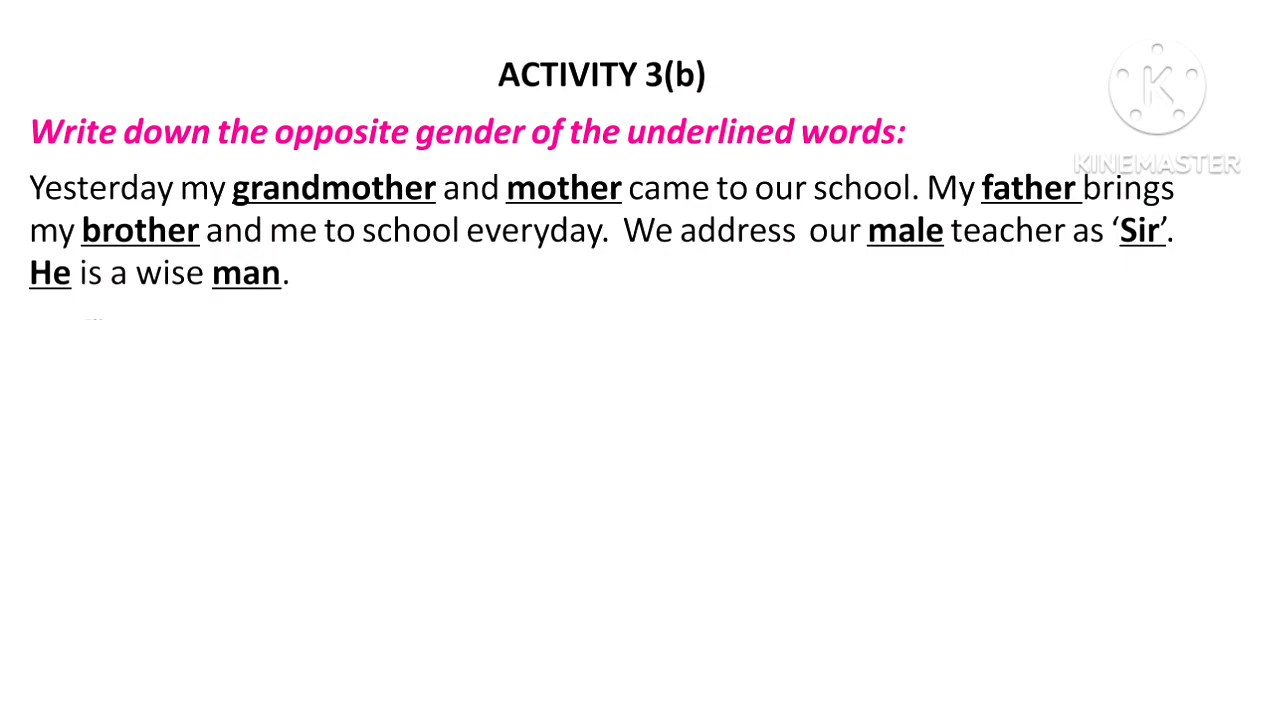 ACTIVITY 3(b)
K
KINEMASTER
Write down the opposite gender of the underlined words:
Yesterday my grandmother and mother came to our school. My father brings
my brother and me to school everyday. We address our male teacher as ‘Sir’.
He is a wise man.